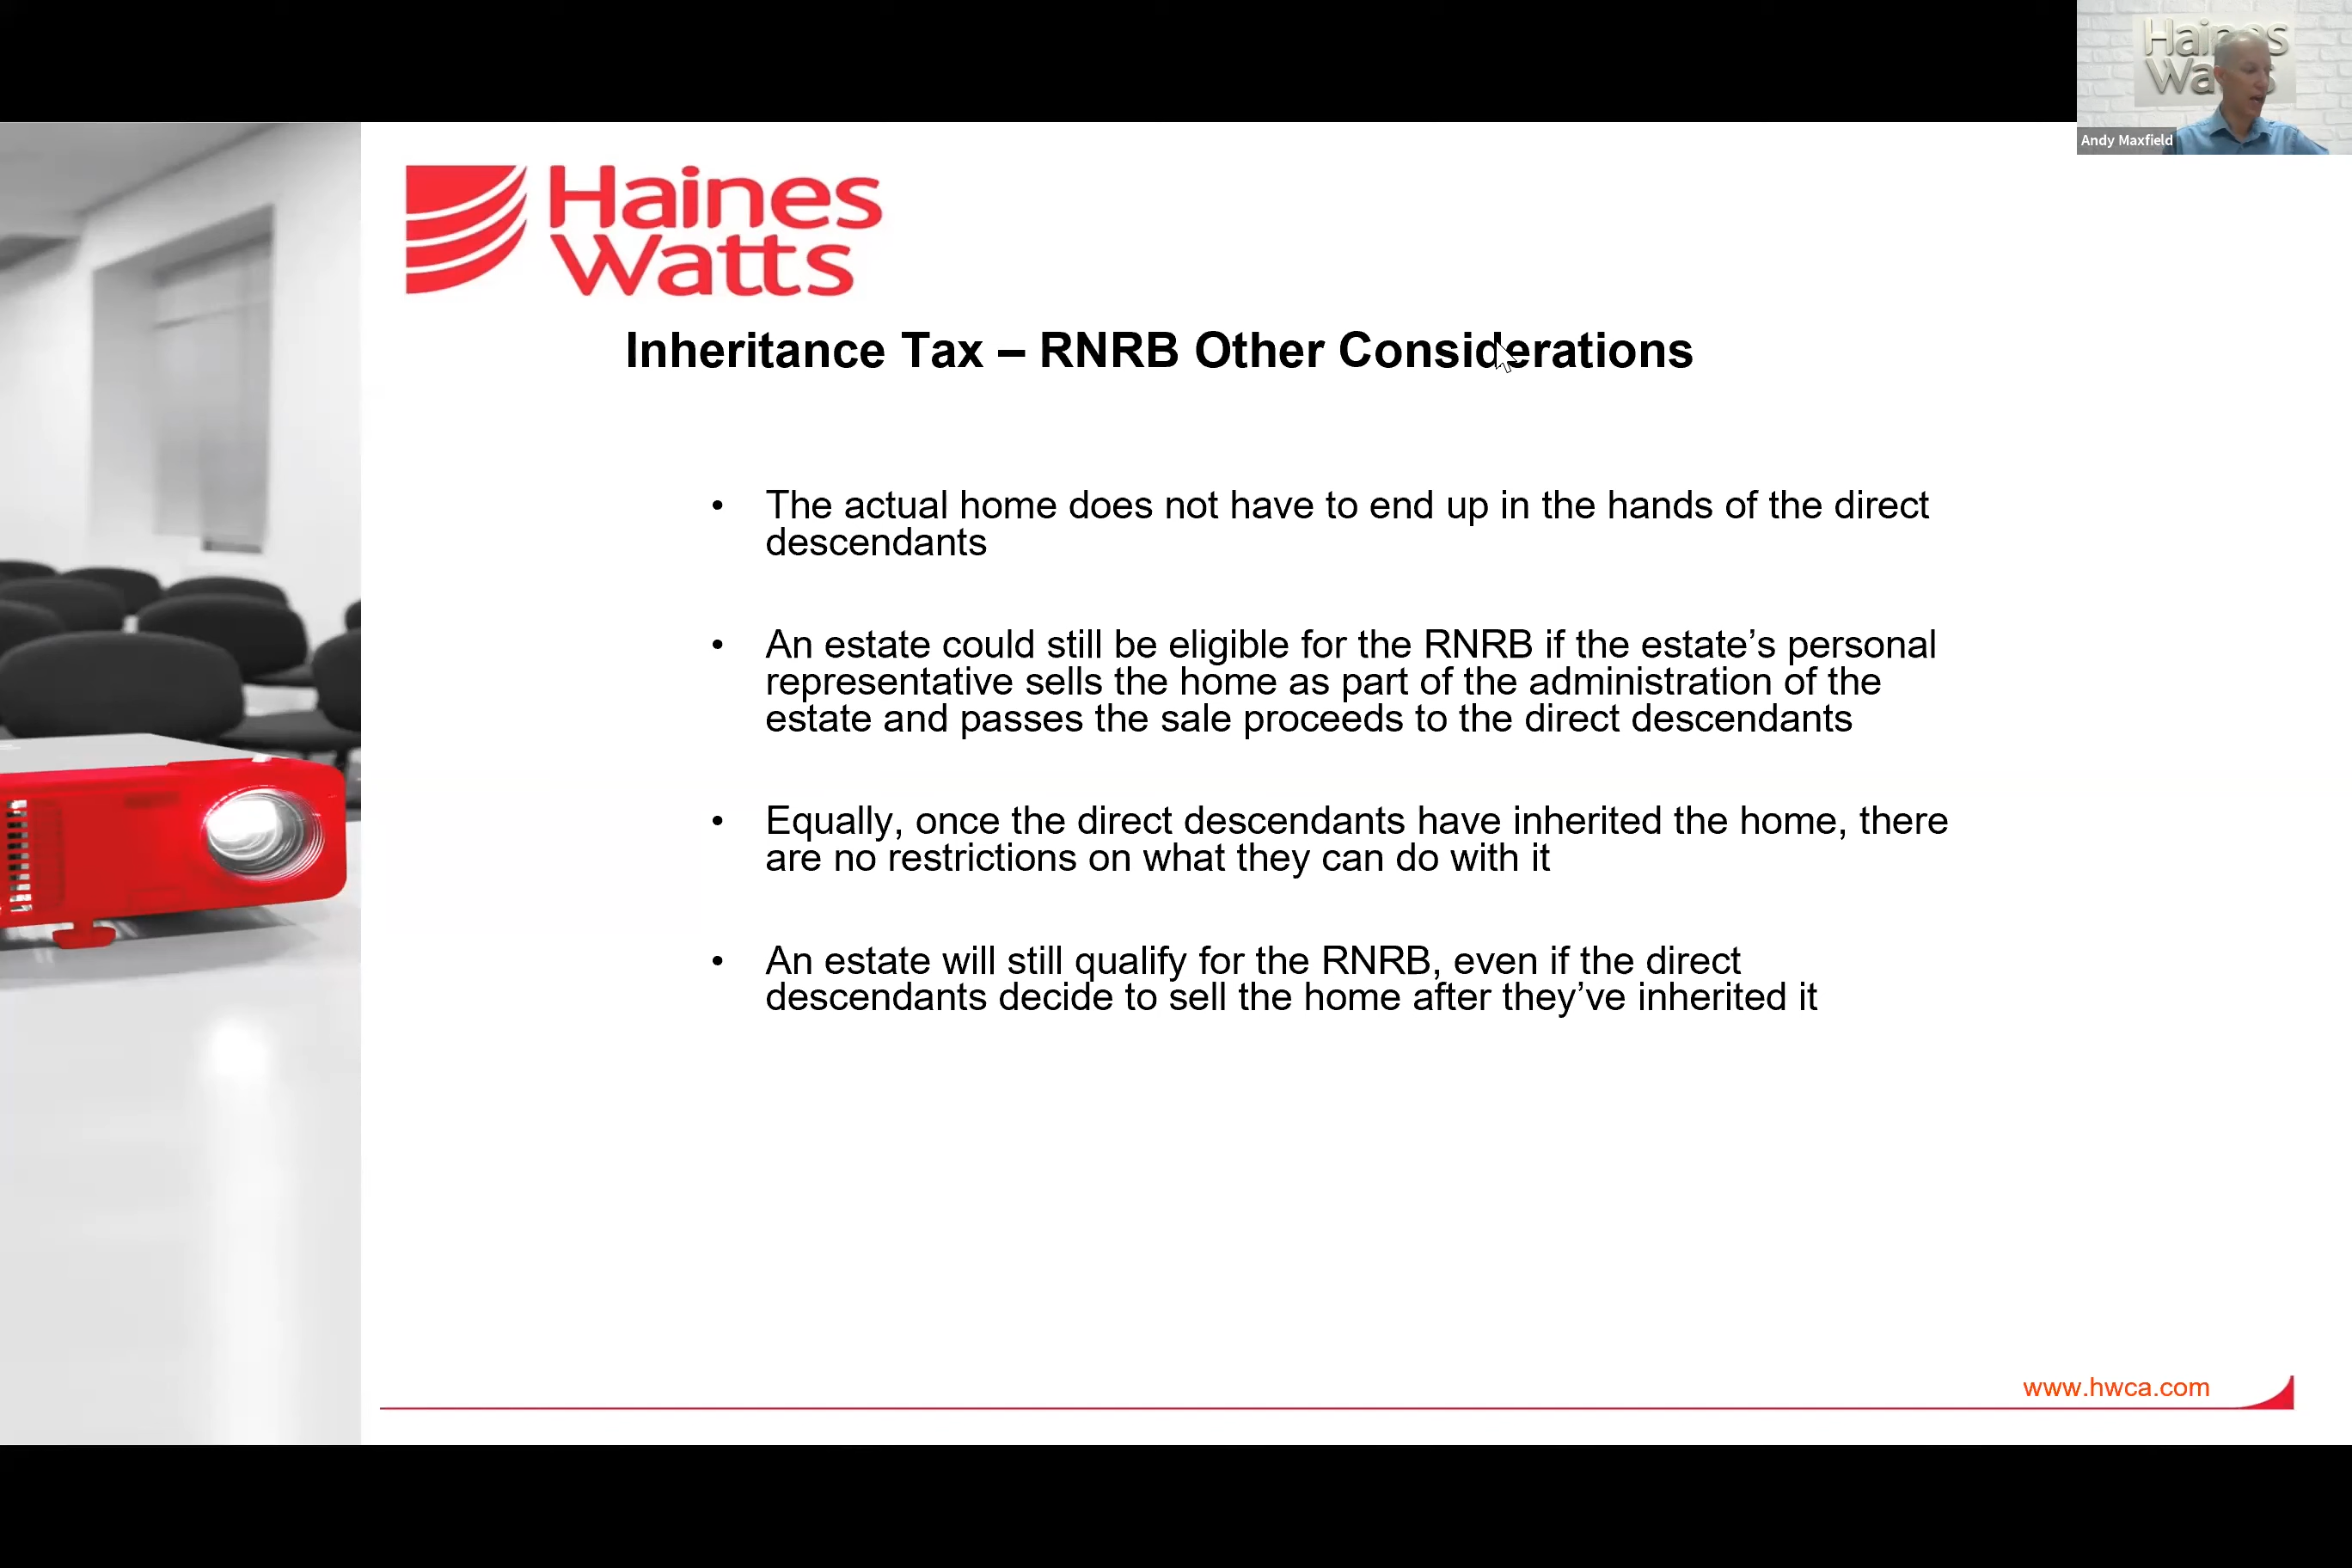 Haines
Watts
Haines
Wa s
Andy Maxfield
Inheritance Tax – RNRB Other Considerations
• The actual home does not have to end up in the hands of the direct
descendants
• An estate could still be eligible for the RNRB if the estate’s personal
representative sells the home as part of the administration of the
estate and passes the sale proceeds to the direct descendants
• Equally, once the direct descendants have inherited the home, there
are no restrictions on what they can do with it
• An estate will still qualify for the RNRB, even if the direct
descendants decide to sell the home after they’ve inherited it
www.hwca.com